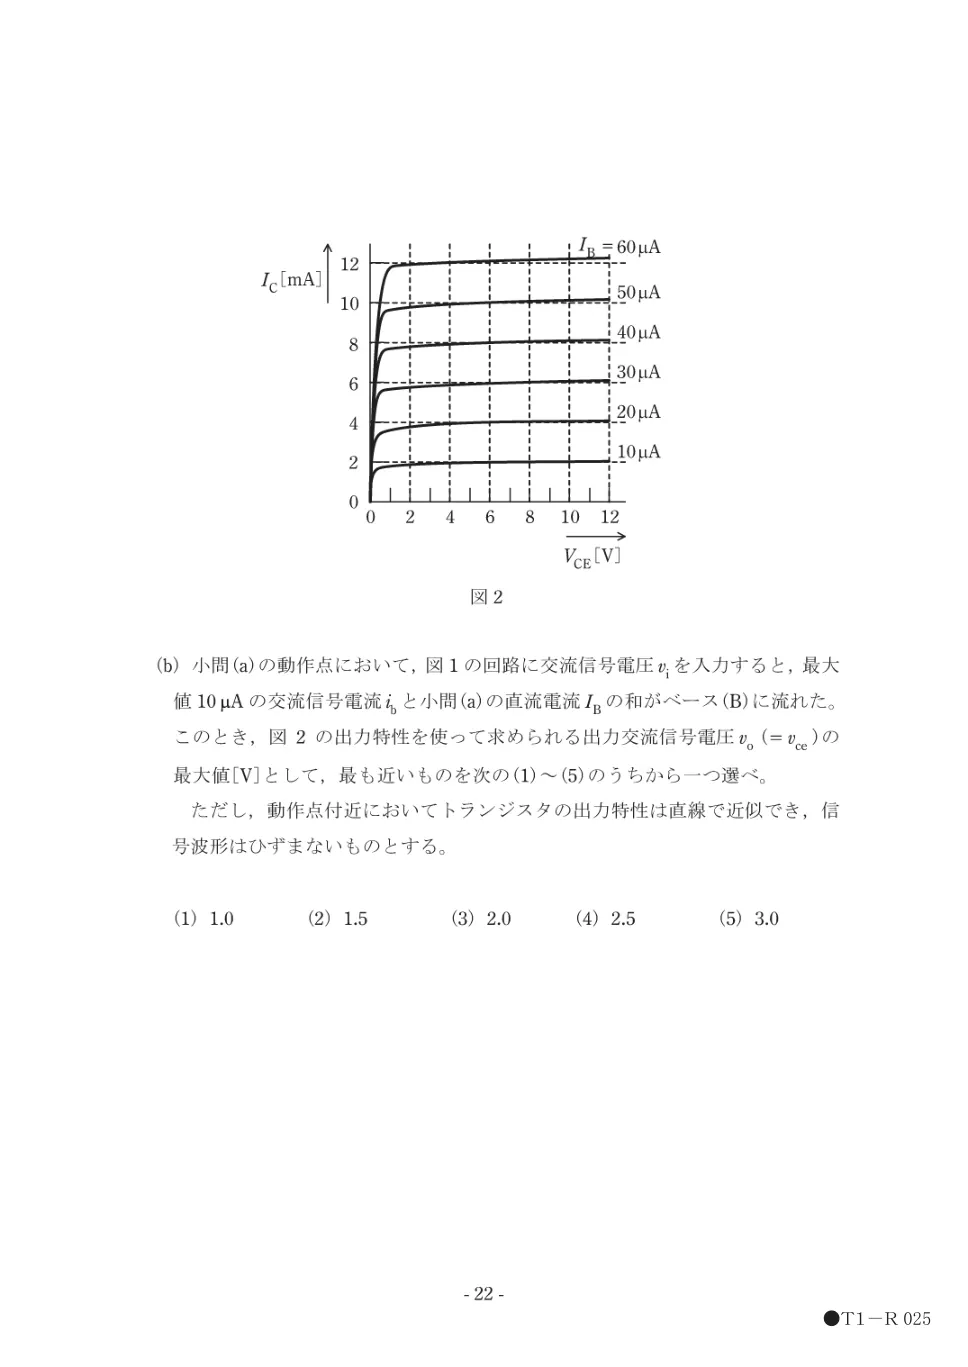 I_B = 60μA
12
I_C [mA]
50μA
10
40μA
8
30μA
6
20μA
4
10μA
2
0
0 2 4 6 8 10 12
V_CE [V]
図2
(b) 小問(a)の動作点において，図1の回路に交流信号電圧v_iを入力すると，最大
値10μAの交流信号電流i_bと小問(a)の直流電流I_Bの和がベース(B)に流れた。
このとき，図2の出力特性を使って求められる出力交流信号電圧v_o (=v_ce)の
最大値[V]として，最も近いものを次の(1)～(5)のうちから一つ選べ。
ただし，動作点付近においてトランジスタの出力特性は直線で近似でき，信
号波形はひずまないものとする。
(1) 1.0 (2) 1.5 (3) 2.0 (4) 2.5 (5) 3.0
- 22 -
●T1－R 025